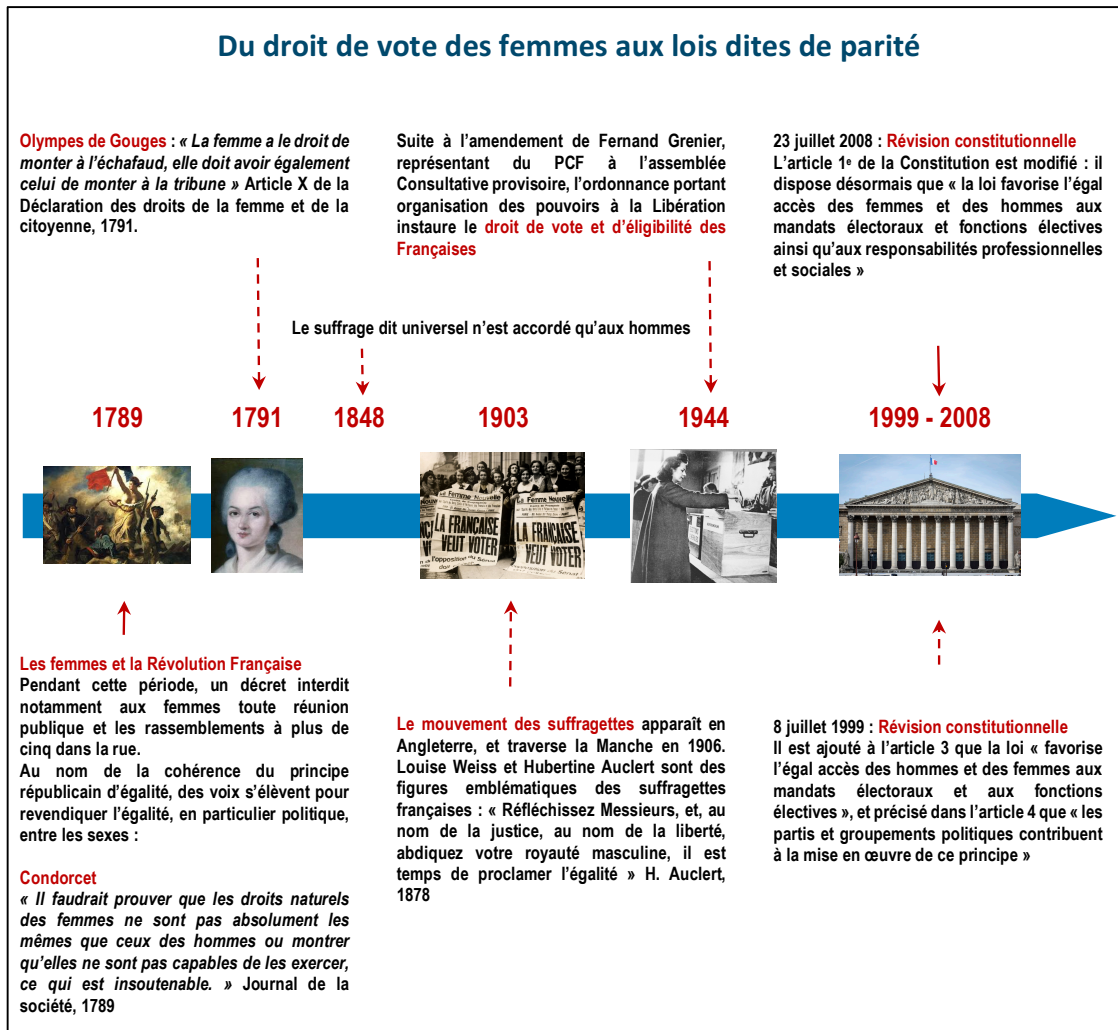 Du droit de vote des femmes aux lois dites de parité
Olympes de Gouges : « La femme a le droit de
monter à l’échafaud, elle doit avoir également
celui de monter à la tribune » Article X de la
Déclaration des droits de la femme et de la
citoyenne, 1791.
Suite à l’amendement de Fernand Grenier,
représentant du PCF à l’assemblée
Consultative provisoire, l’ordonnance portant
organisation des pouvoirs à la Libération
instaure le droit de vote et d’éligibilité des
Françaises
23 juillet 2008 : Révision constitutionnelle
L’article 1e de la Constitution est modifié : il
dispose désormais que « la loi favorise l’égal
accès des femmes et des hommes aux
mandats électoraux et fonctions électives
ainsi qu’aux responsabilités professionnelles
et sociales »
Le suffrage dit universel n’est accordé qu’aux hommes
1789
1791
1848
1903
1944
1999 - 2008
La Femme Nouvelle
LA FRANÇAISE
VEUT VOTER
l'opposition du Sénat
La Femme Nouvelle
LA FRANÇAISE
VEUT VOTER
Les femmes et la Révolution Française
Pendant cette période, un décret interdit
notamment aux femmes toute réunion
publique et les rassemblements à plus de
cinq dans la rue.
Au nom de la cohérence du principe
républicain d’égalité, des voix s’élèvent pour
revendiquer l’égalité, en particulier politique,
entre les sexes :
Condorcet
« Il faudrait prouver que les droits naturels
des femmes ne sont pas absolument les
mêmes que ceux des hommes ou montrer
qu’elles ne sont pas capables de les exercer,
ce qui est insoutenable. » Journal de la
société, 1789
Le mouvement des suffragettes apparaît en
Angleterre, et traverse la Manche en 1906.
Louise Weiss et Hubertine Auclert sont des
figures emblématiques des suffragettes
françaises : « Réfléchissez Messieurs, et, au
nom de la justice, au nom de la liberté,
abdiquez votre royauté masculine, il est
temps de proclamer l’égalité » H. Auclert,
1878
8 juillet 1999 : Révision constitutionnelle
Il est ajouté à l’article 3 que la loi « favorise
l’égal accès des hommes et des femmes aux
mandats électoraux et aux fonctions
électives », et précisé dans l’article 4 que « les
partis et groupements politiques contribuent
à la mise en œuvre de ce principe »